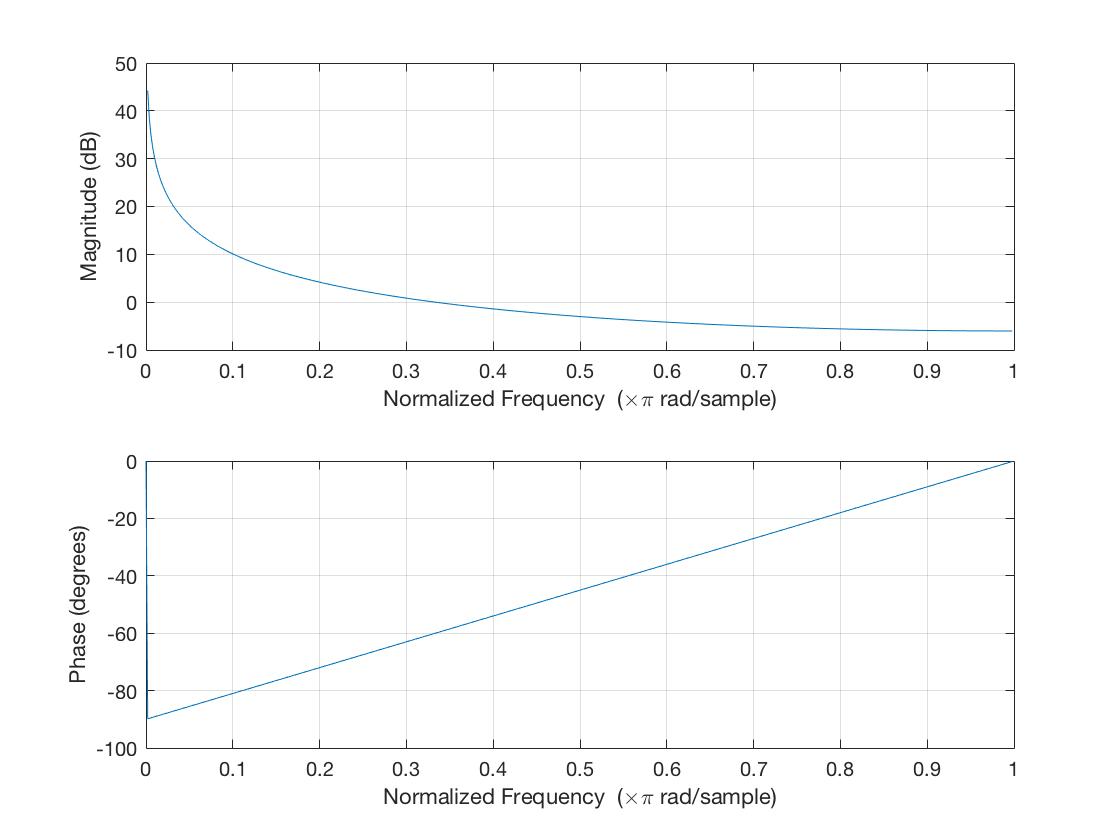 50
40
30
20
10
0
-10
Magnitude (dB)
0 0.1 0.2 0.3 0.4 0.5 0.6 0.7 0.8 0.9 1
Normalized Frequency (×π rad/sample)
0
-20
-40
-60
-80
-100
Phase (degrees)
0 0.1 0.2 0.3 0.4 0.5 0.6 0.7 0.8 0.9 1
Normalized Frequency (×π rad/sample)